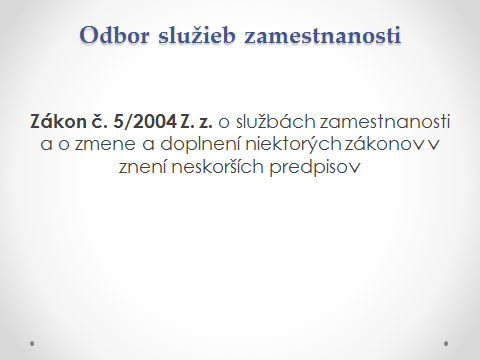 Odbor služieb zamestnanosti
Zákon č. 5/2004 Z. z. o službách zamestnanosti
a o zmene a doplnení niektorých zákonov v
znení neskorších predpisov